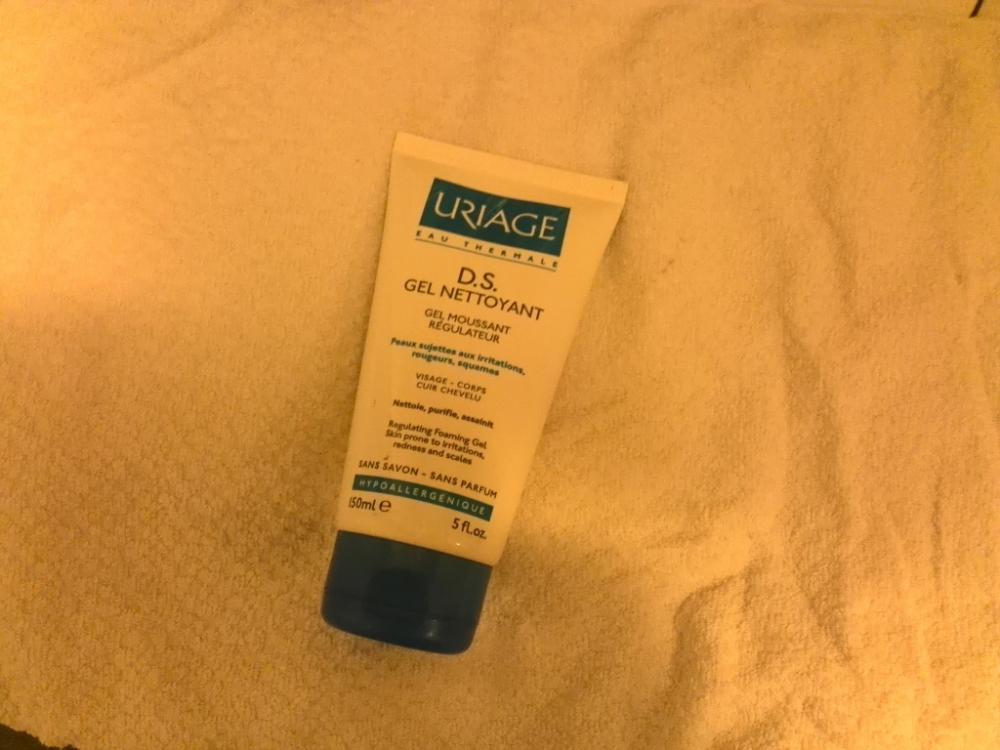 URIAGE
EAU THERMALE
D.S.
GEL NETTOYANT
GEL MOUSSANT
RÉGULATEUR
Peaux sujettes aux irritations,
rougeurs, squames
VISAGE - CORPS
CUIR CHEVELU
Nettoie, purifie, assainit
Regulating Foaming Gel
Skin prone to irritations,
redness and scales
SANS SAVON - SANS PARFUM
HYPOALLERGÉNIQUE
150ml e
5 fl.oz.